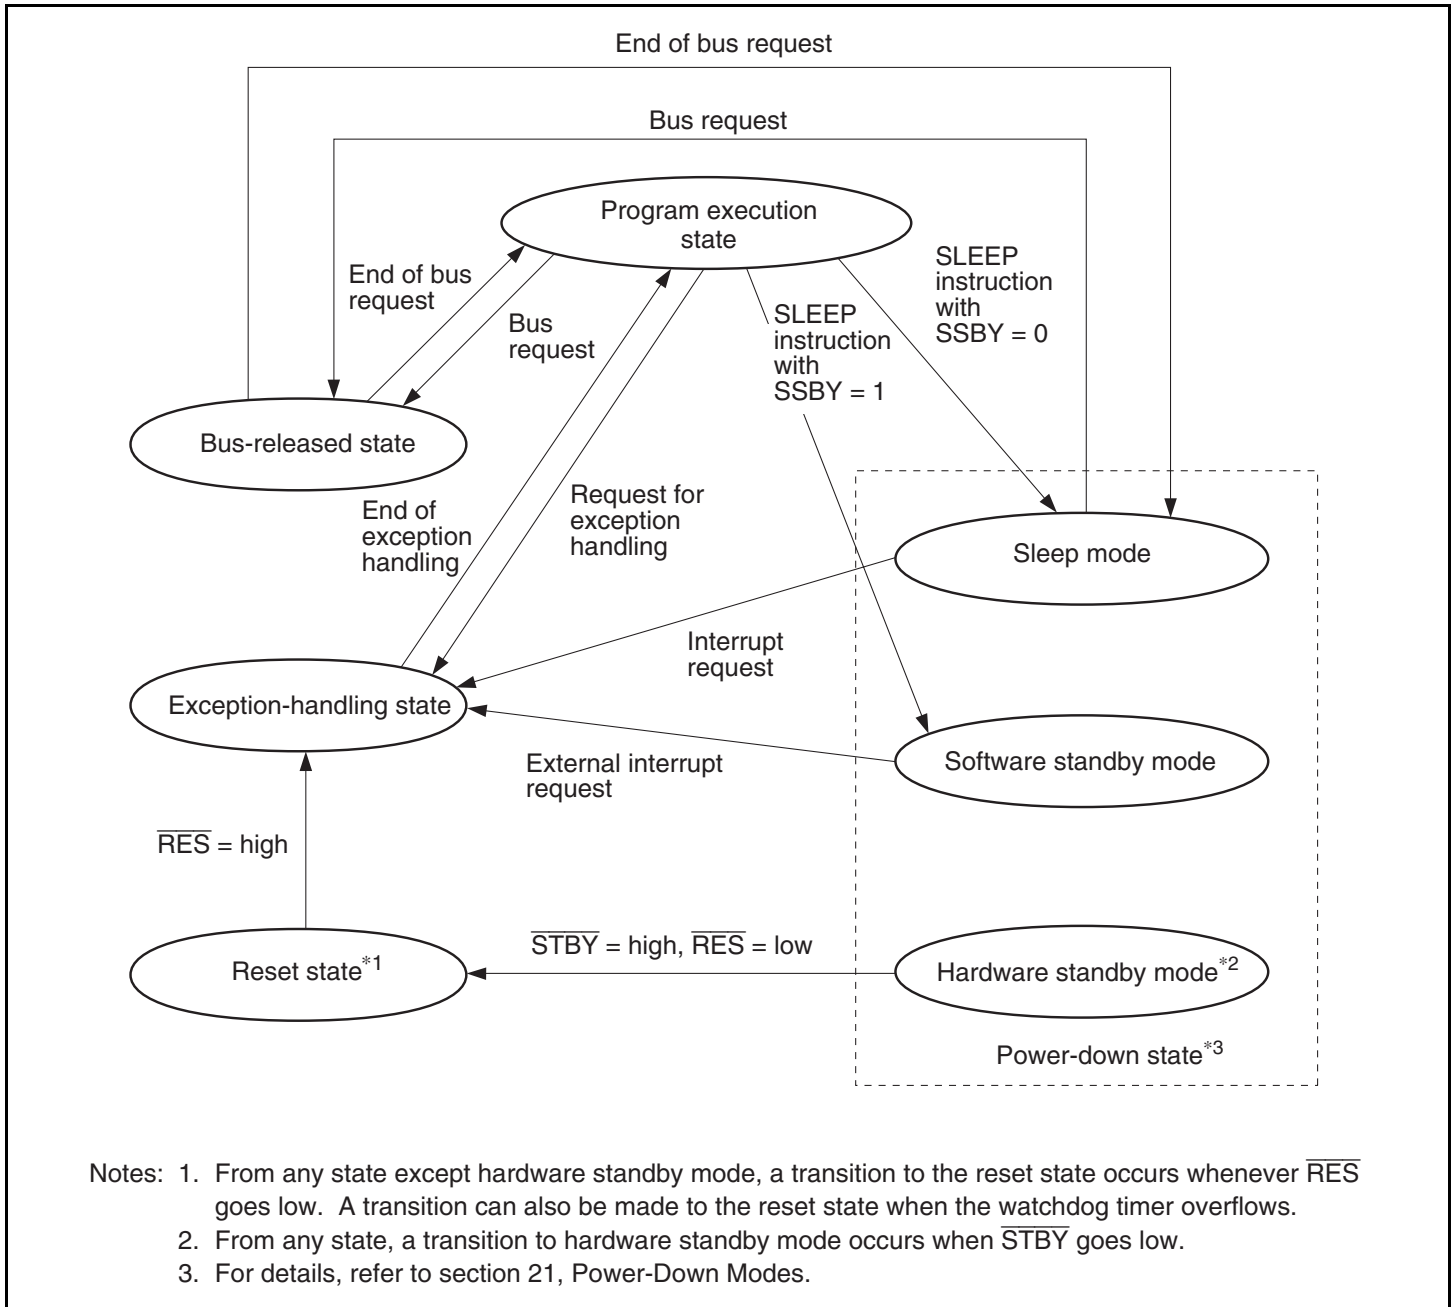 End of bus request
Bus request
Program execution
state
End of bus
request
Bus
request
SLEEP
instruction
with
SSBY = 1
SLEEP
instruction
with
SSBY = 0
Bus-released state
End of
exception
handling
Request for
exception
handling
Sleep mode
Interrupt
request
Exception-handling state
External interrupt
request
Software standby mode
R̅E̅S̅ = high
S̅T̅B̅Y̅ = high, R̅E̅S̅ = low
Reset state*1
Hardware standby mode*2
Power-down state*3
Notes: 1. From any state except hardware standby mode, a transition to the reset state occurs whenever R̅E̅S̅
goes low. A transition can also be made to the reset state when the watchdog timer overflows.
2. From any state, a transition to hardware standby mode occurs when S̅T̅B̅Y̅ goes low.
3. For details, refer to section 21, Power-Down Modes.